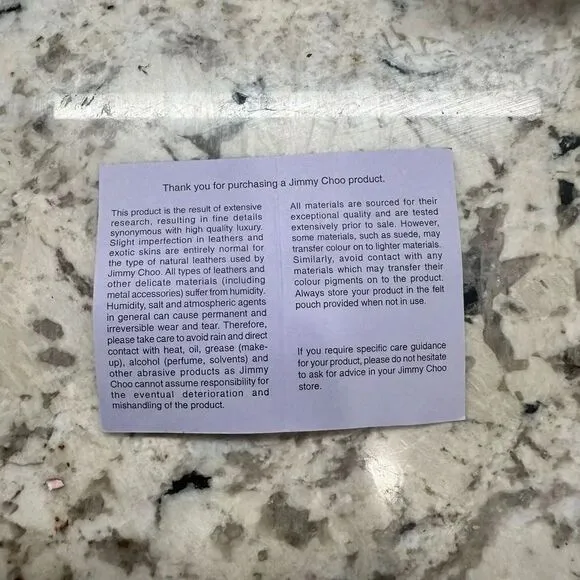 Thank you for purchasing a Jimmy Choo product.
This product is the result of extensive
research, resulting in fine details
synonymous with high quality luxury.
Slight imperfection in leathers and
exotic skins are entirely normal for
the type of natural leathers used by
Jimmy Choo. All types of leathers and
other delicate materials (including
metal accessories) suffer from humidity.
Humidity, salt and atmospheric agents
in general can cause permanent and
irreversible wear and tear. Therefore,
please take care to avoid rain and direct
contact with heat, oil, grease (make-
up), alcohol (perfume, solvents) and
other abrasive products as Jimmy
Choo cannot assume responsibility for
the eventual deterioration and
mishandling of the product.
All materials are sourced for their
exceptional quality and are tested
extensively prior to sale. However,
some materials, such as suede, may
transfer colour on to lighter materials.
Similarly, avoid contact with any
materials which may transfer their
colour pigments on to the product.
Always store your product in the felt
pouch provided when not in use.
If you require specific care guidance
for your product, please do not hesitate
to ask for advice in your Jimmy Choo
store.